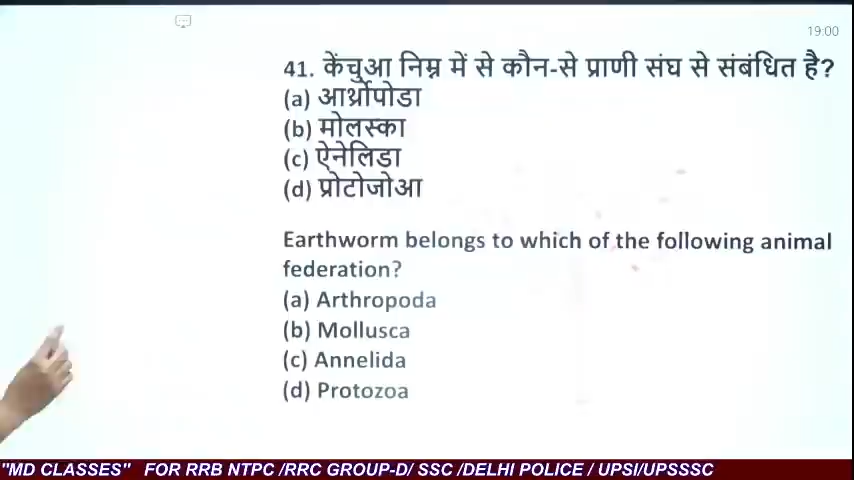 19:00
41. केंचुआ निम्न में से कौन-से प्राणी संघ से संबंधित है?
(a) आर्थ्रोपोडा
(b) मोलस्का
(c) ऐनेलिडा
(d) प्रोटोजोआ
Earthworm belongs to which of the following animal
federation?
(a) Arthropoda
(b) Mollusca
(c) Annelida
(d) Protozoa
"MD CLASSES" FOR RRB NTPC /RRC GROUP-D/ SSC /DELHI POLICE / UPSI/UPSSSC